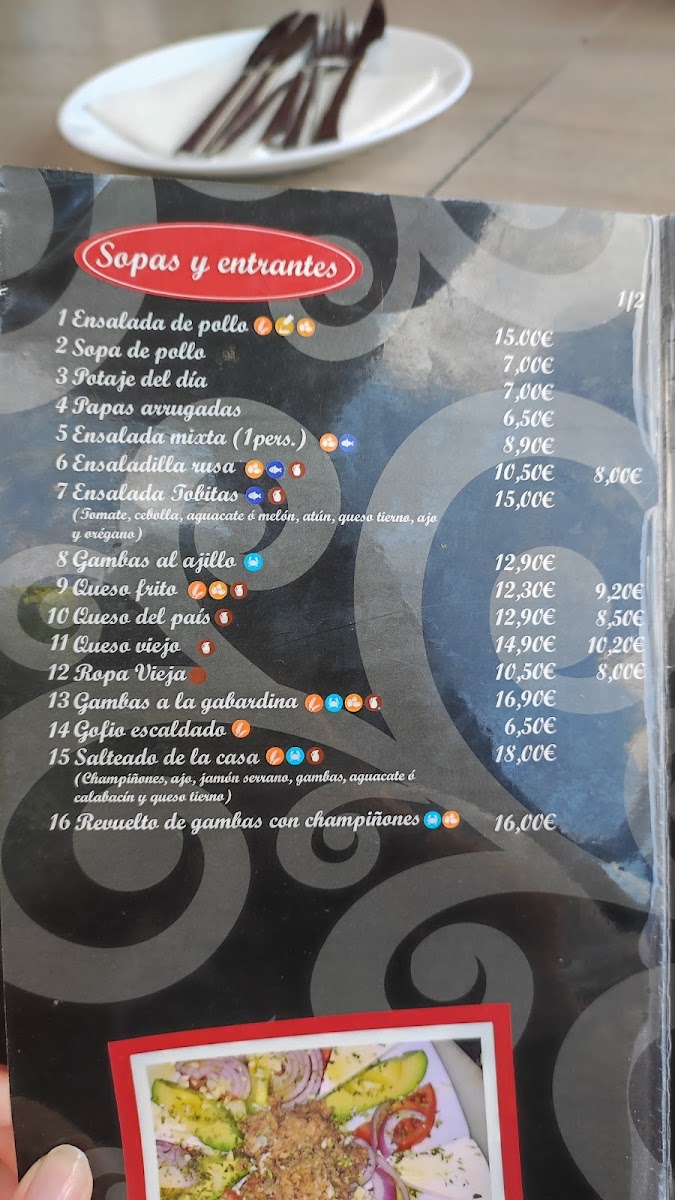 Sopas y entrantes
1/2
1 Ensalada de pollo 15.00€
2 Sopa de pollo 7,00€
3 Potaje del día 7,00€
4 Papas arrugadas 6,50€
5 Ensalada mixta (1pers.) 8,90€
6 Ensaladilla rusa 10,50€ 8,00€
7 Ensalada Tobitas 15,00€
(Tomate, cebolla, aguacate ó melón, atún, queso tierno, ajo
y orégano)
8 Gambas al ajillo 12,90€
9 Queso frito 12,30€ 9,20€
10 Queso del país 12,90€ 8,50€
11 Queso viejo 14,90€ 10,20€
12 Ropa Vieja 10,50€ 8,00€
13 Gambas a la gabardina 16,90€
14 Gofio escaldado 6,50€
15 Salteado de la casa 18,00€
(Champiñones, ajo, jamón serrano, gambas, aguacate ó
calabacín y queso tierno)
16 Revuelto de gambas con champiñones 16,00€